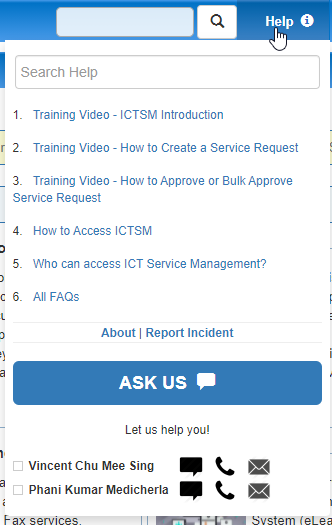 Help
Search Help
1. Training Video - ICTSM Introduction
2. Training Video - How to Create a Service Request
3. Training Video - How to Approve or Bulk Approve
Service Request
4. How to Access ICTSM
5. Who can access ICT Service Management?
6. All FAQs
About | Report Incident
ASK US
Let us help you!
Vincent Chu Mee Sing
Phani Kumar Medicherla
Fax services.
System (eLea